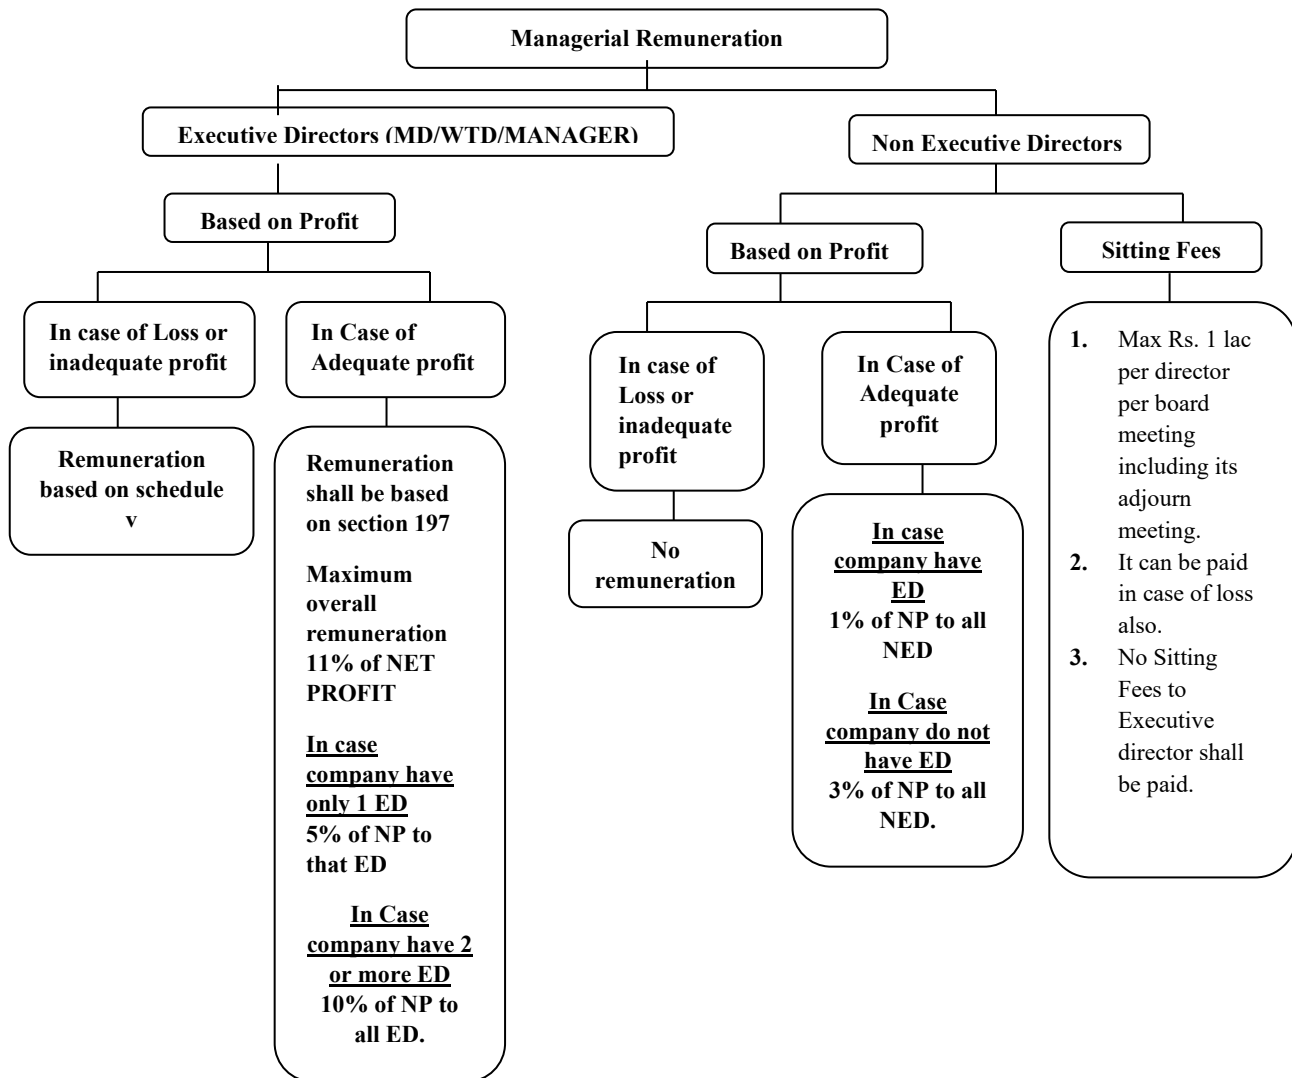 Managerial Remuneration
Executive Directors (MD/WTD/MANAGER)
Non Executive Directors
Based on Profit
Based on Profit
Sitting Fees
In case of Loss or
inadequate profit
In Case of
Adequate profit
In case of
Loss or
inadequate
profit
In Case of
Adequate
profit
Remuneration
based on schedule
v
Remuneration
shall be based
on section 197
Maximum
overall
remuneration
11% of NET
PROFIT
In case
company have
only 1 ED
5% of NP to
that ED
In Case
company have 2
or more ED
10% of NP to
all ED.
No
remuneration
In case
company have
ED
1% of NP to all
NED
In Case
company do not
have ED
3% of NP to all
NED.
1. Max Rs. 1 lac
per director
per board
meeting
including its
adjourn
meeting.
2. It can be paid
in case of loss
also.
3. No Sitting
Fees to
Executive
director shall
be paid.